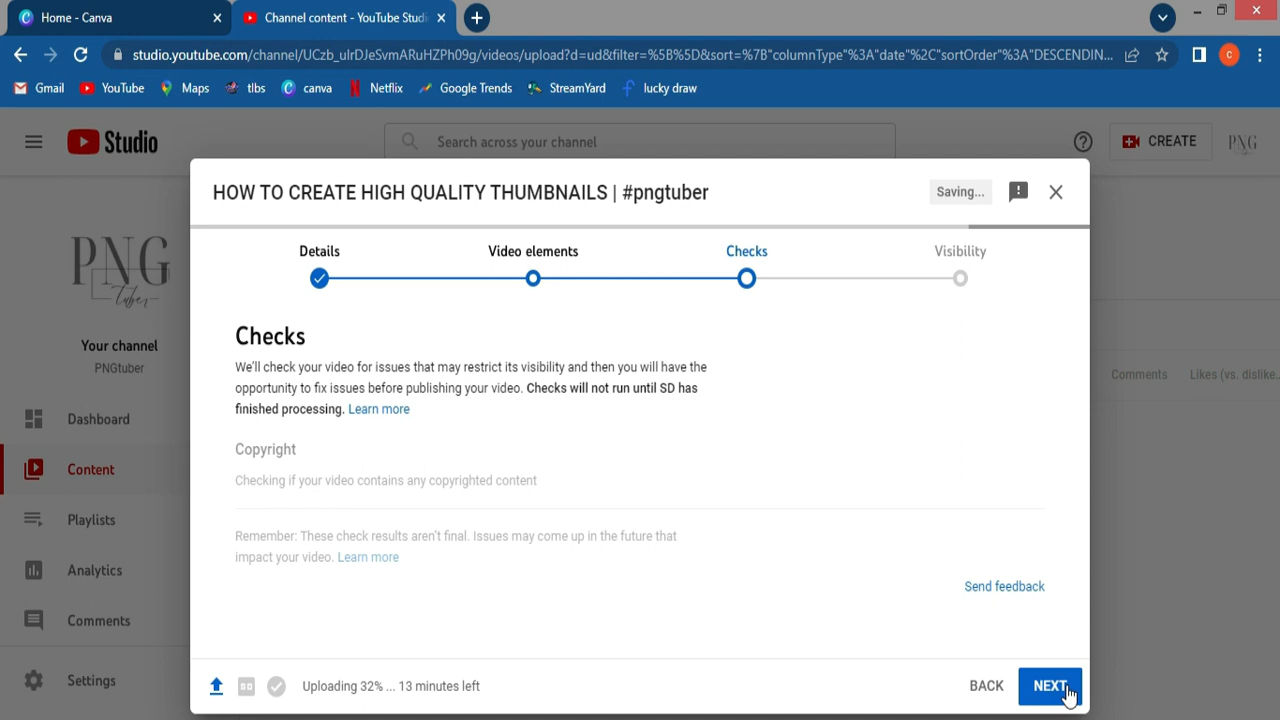 Home - Canva
Channel content - YouTube Studi
studio.youtube.com/channel/UCzb_ulrDJeSvmARuHZPh09g/videos/upload?d=ud&filter=%5B%5D&sort=%7B"columnType"%3A"date"%2C"sortOrder"%3A"DESCENDIN...
C
Gmail YouTube Maps tlbs canva Netflix Google Trends StreamYard lucky draw
Studio
Search across your channel
CREATE
PNG
HOW TO CREATE HIGH QUALITY THUMBNAILS | #pngtuber
Saving...
Details Video elements Checks Visibility
PNG
tuber
Your channel
PNGtuber
Dashboard
Content
Playlists
Analytics
Comments
Settings
Checks
We'll check your video for issues that may restrict its visibility and then you will have the
opportunity to fix issues before publishing your video. Checks will not run until SD has
finished processing. Learn more
Copyright
Checking if your video contains any copyrighted content
Remember: These check results aren't final. Issues may come up in the future that
impact your video. Learn more
Send feedback
Comments Likes (vs. dislike...
Uploading 32% ... 13 minutes left
BACK NEXT